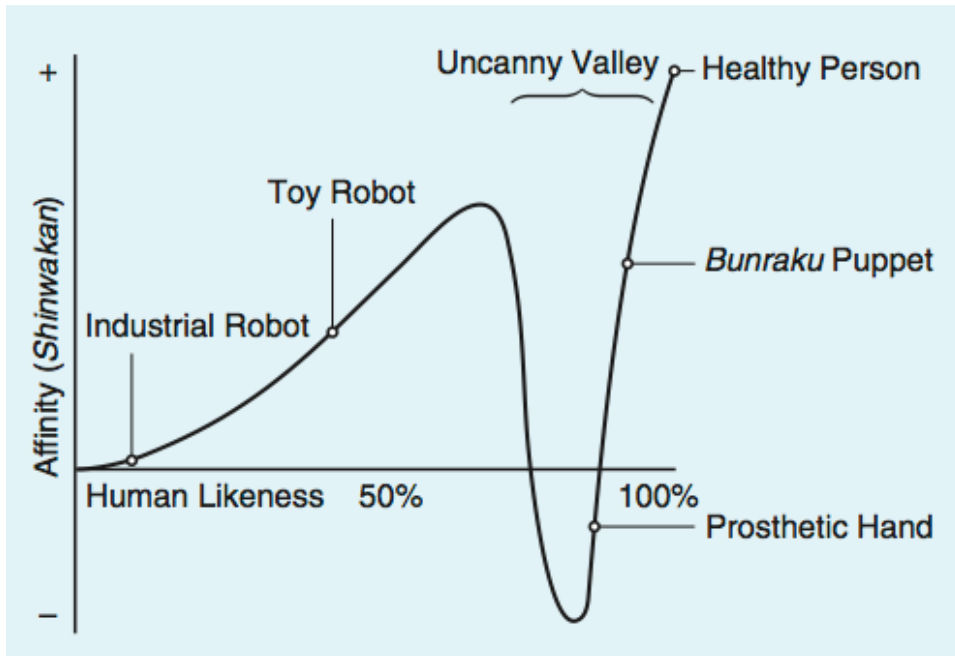 +
Uncanny Valley
Healthy Person
Toy Robot
Bunraku Puppet
Industrial Robot
Affinity (Shinwakan)
Human Likeness 50% 100%
Prosthetic Hand
–